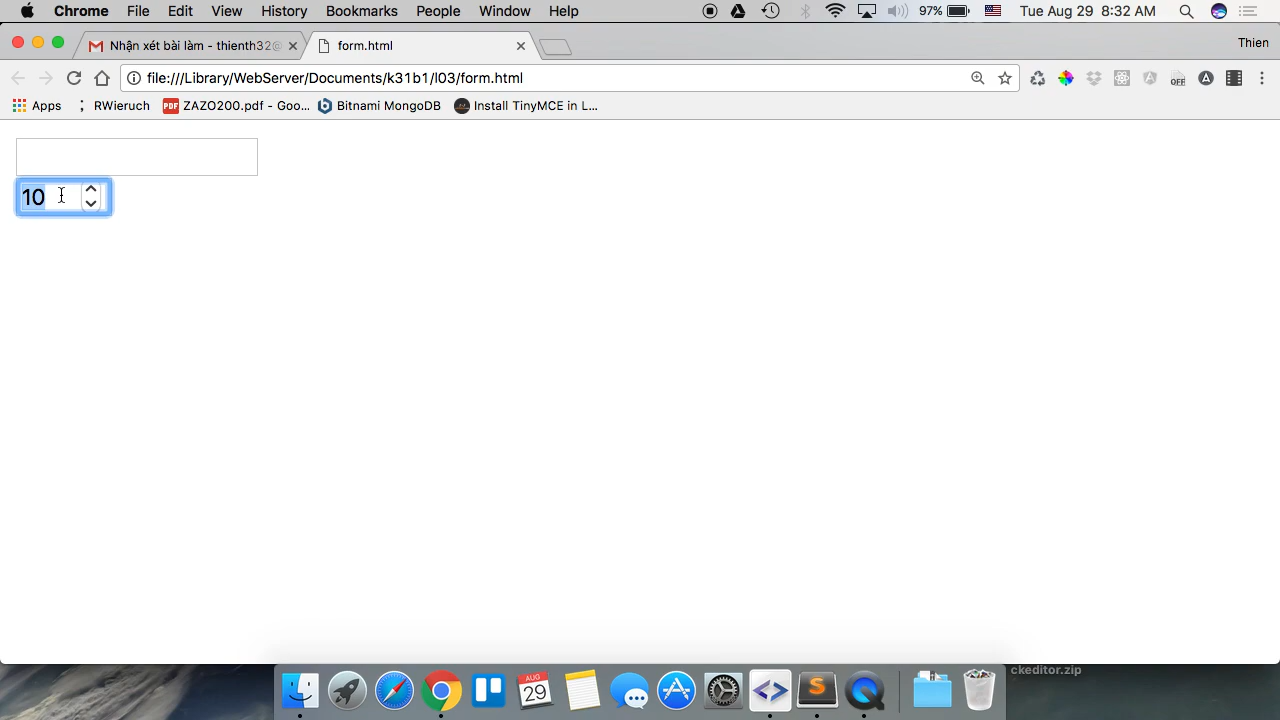 Chrome File Edit View History Bookmarks People Window Help 97% Tue Aug 29 8:32 AM
Nhận xét bài làm - thienth32@ form.html Thien
file:///Library/WebServer/Documents/k31b1/l03/form.html
Apps RWieruch ZAZO200.pdf - Goo... Bitnami MongoDB Install TinyMCE in L...
10
ckeditor.zip
AUG
29